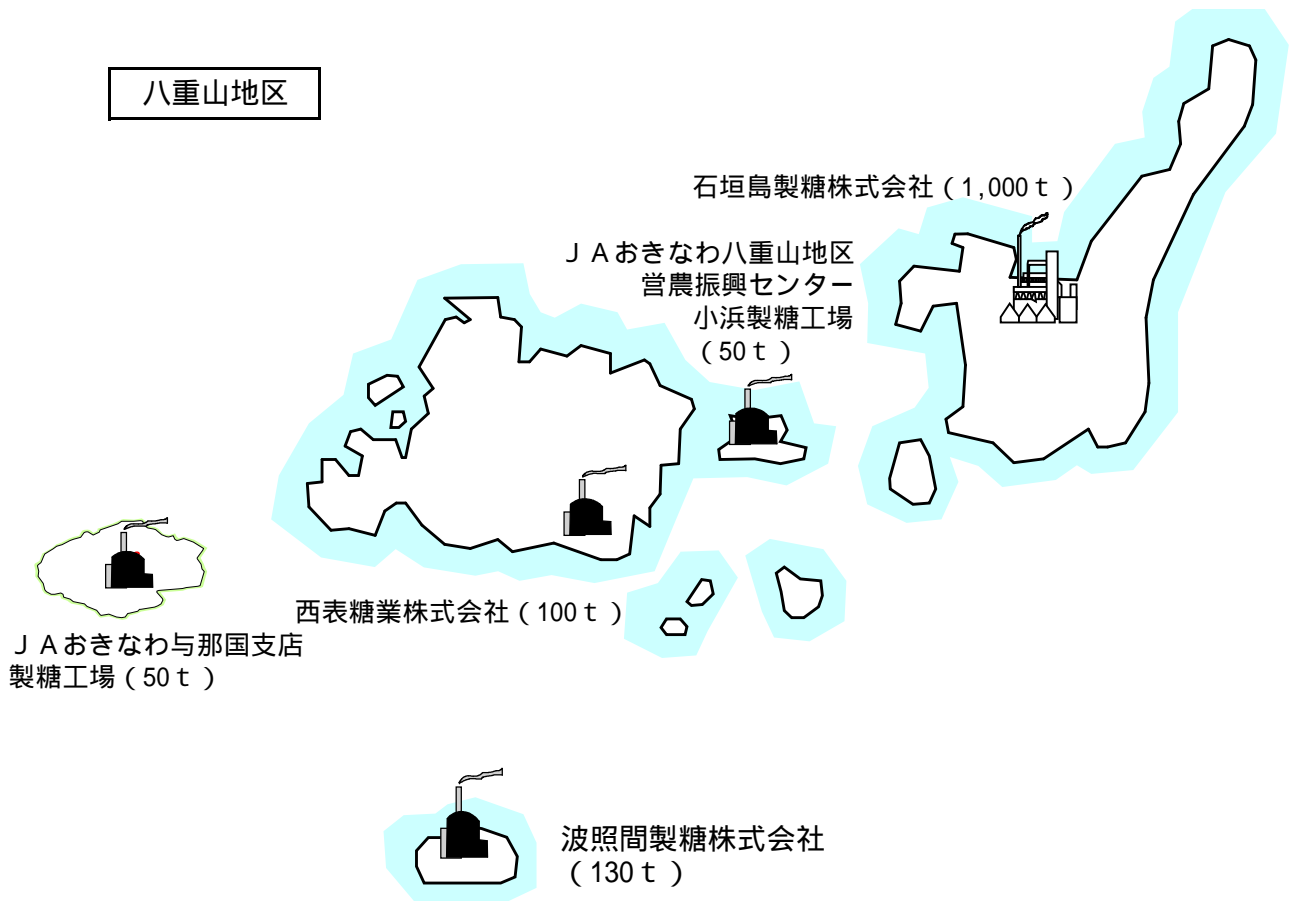 八重山地区
石垣島製糖株式会社（1,000ｔ）
ＪＡおきなわ八重山地区
営農振興センター
小浜製糖工場
（50ｔ）
西表糖業株式会社（100ｔ）
ＪＡおきなわ与那国支店
製糖工場（50ｔ）
波照間製糖株式会社
（130ｔ）